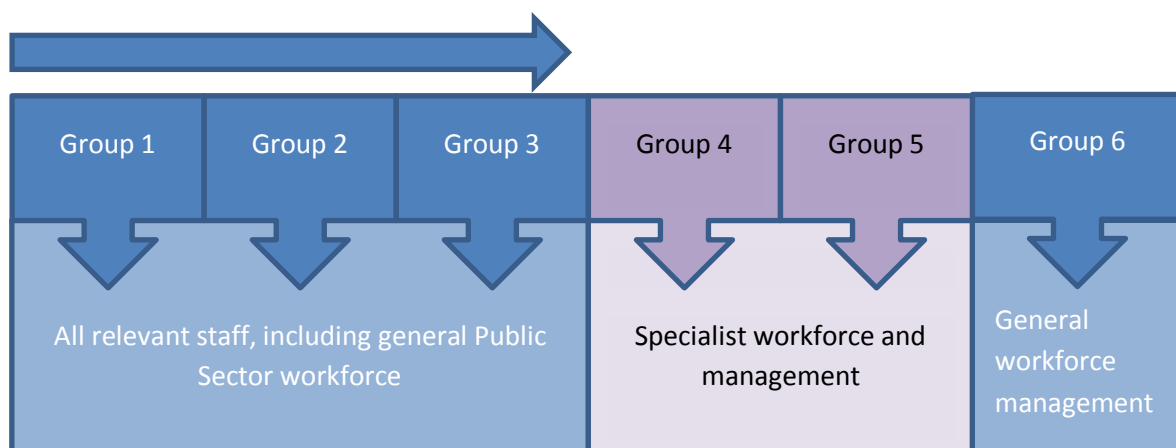 Group 1
Group 2
Group 3
Group 4
Group 5
Group 6
All relevant staff, including general Public
Sector workforce
Specialist workforce and
management
General
workforce
management